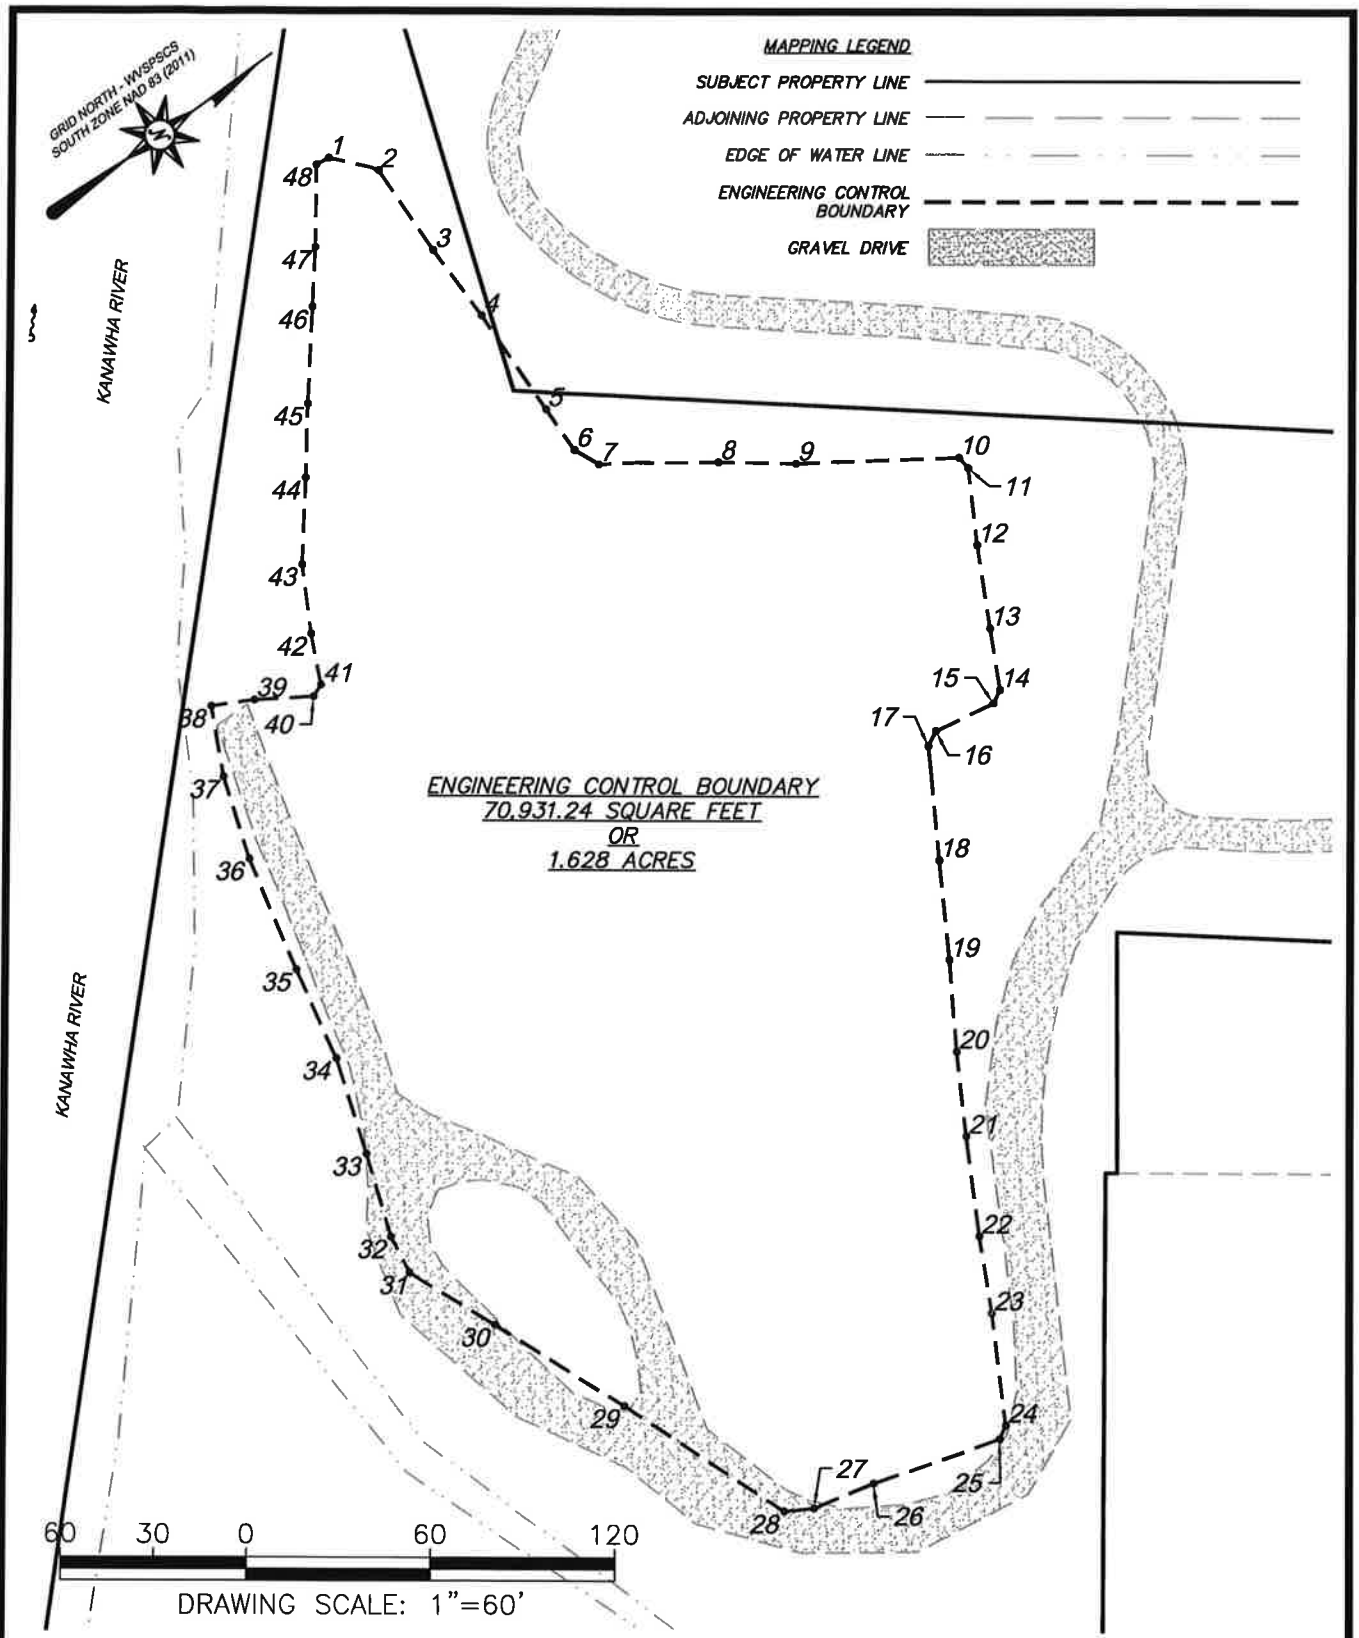 GRID NORTH - WVSPSCS
SOUTH ZONE NAD 83 (2011)
N
MAPPING LEGEND
SUBJECT PROPERTY LINE
ADJOINING PROPERTY LINE
EDGE OF WATER LINE
ENGINEERING CONTROL
BOUNDARY
GRAVEL DRIVE
KANAWHA RIVER
1
2
48
3
47
4
46
45
5
6
7
8
9
10
11
44
12
43
13
42
41
14
15
39
38
40
17
16
37
ENGINEERING CONTROL BOUNDARY
70,931.24 SQUARE FEET
OR
1.628 ACRES
36
18
35
19
KANAWHA RIVER
34
20
33
21
32
22
31
23
30
29
24
25
27
26
28
60 30 0 60 120
DRAWING SCALE: 1"=60'